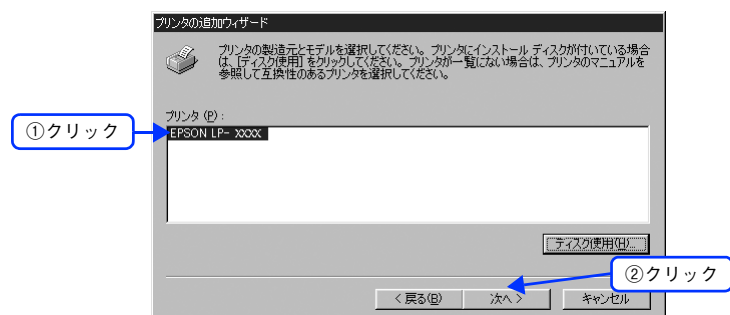 プリンタの追加ウィザード
プリンタの製造元とモデルを選択してください。プリンタにインストール ディスクが付いている場合
は、[ディスク使用] をクリックしてください。プリンタが一覧にない場合は、プリンタのマニュアルを
参照して互換性のあるプリンタを選択してください。
プリンタ (P) :
①クリック
EPSON LP- XXXX
ディスク使用(H)...
②クリック
< 戻る(B)
次へ >
キャンセル